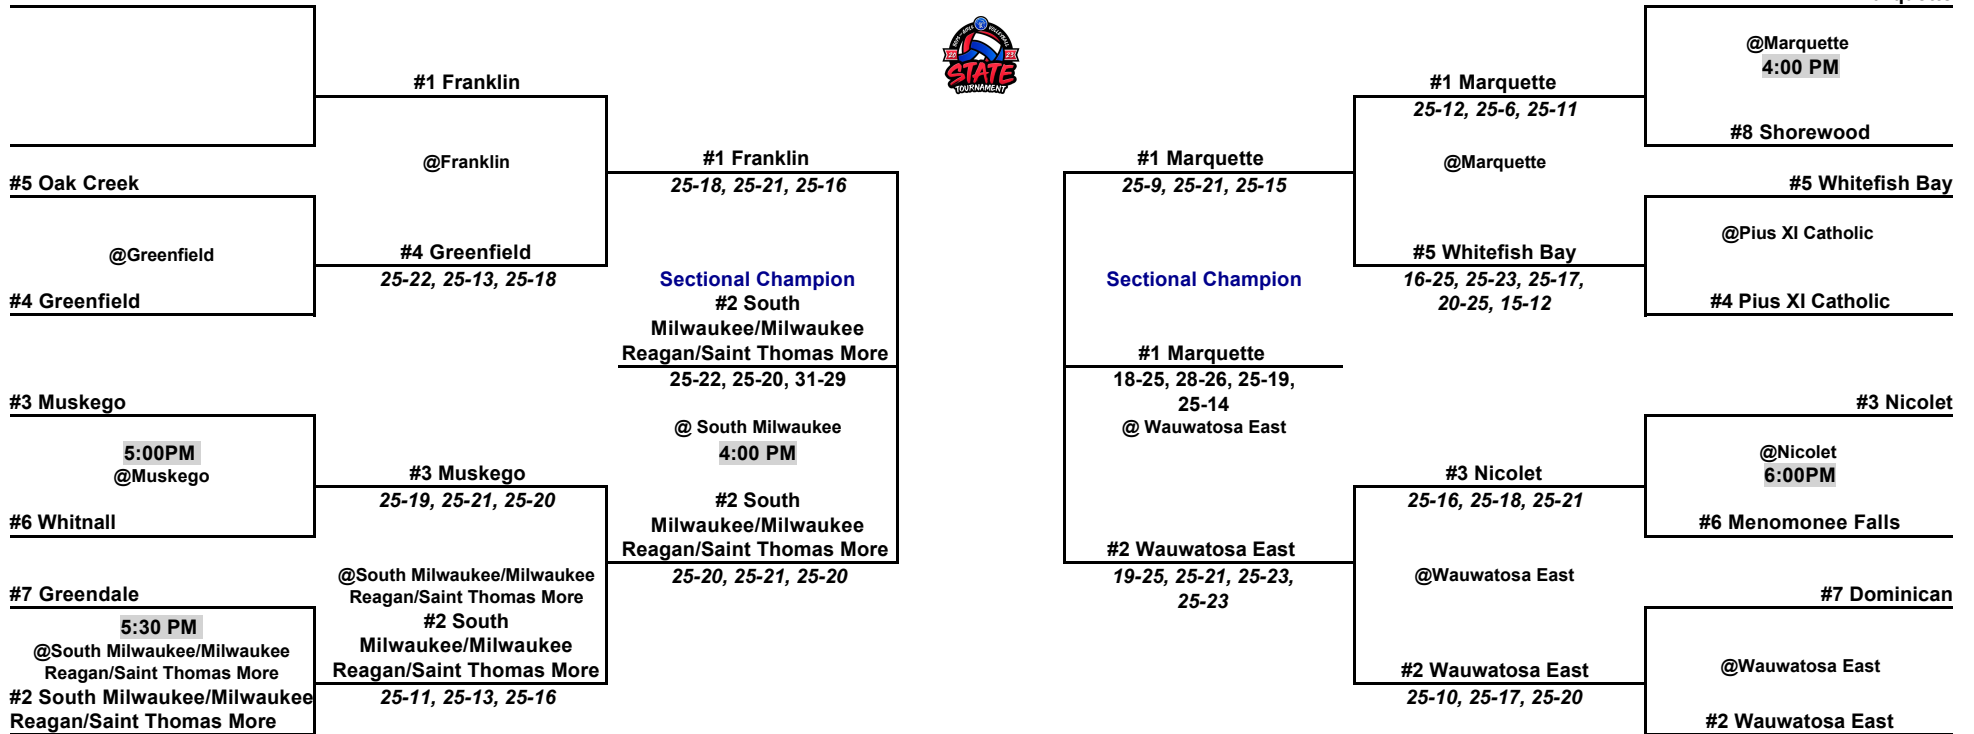 @Marquette
4:00 PM
#1 Franklin
#1 Marquette
25-12, 25-6, 25-11
#8 Shorewood
@Franklin
#1 Franklin
#1 Marquette
@Marquette
#5 Oak Creek
25-18, 25-21, 25-16
25-9, 25-21, 25-15
#5 Whitefish Bay
@Greenfield
#4 Greenfield
25-22, 25-13, 25-18
#5 Whitefish Bay
16-25, 25-23, 25-17,
20-25, 15-12
@Pius XI Catholic
#4 Greenfield
#4 Pius XI Catholic
Sectional Champion
#2 South
Milwaukee/Milwaukee
Reagan/Saint Thomas More
25-22, 25-20, 31-29
@ South Milwaukee
4:00 PM
Sectional Champion
#1 Marquette
18-25, 28-26, 25-19,
25-14
@ Wauwatosa East
STATE
TOURNAMENT
#3 Muskego
5:00PM
@Muskego
#6 Whitnall
#3 Muskego
25-19, 25-21, 25-20
#2 South
Milwaukee/Milwaukee
Reagan/Saint Thomas More
25-20, 25-21, 25-20
#3 Nicolet
@Nicolet
6:00PM
#6 Menomonee Falls
#3 Nicolet
25-16, 25-18, 25-21
#2 Wauwatosa East
19-25, 25-21, 25-23,
25-23
#7 Greendale
5:30 PM
@South Milwaukee/Milwaukee
Reagan/Saint Thomas More
#2 South Milwaukee/Milwaukee
Reagan/Saint Thomas More
@South Milwaukee/Milwaukee
Reagan/Saint Thomas More
#2 South
Milwaukee/Milwaukee
Reagan/Saint Thomas More
25-11, 25-13, 25-16
@Wauwatosa East
#2 Wauwatosa East
25-10, 25-17, 25-20
#7 Dominican
@Wauwatosa East
#2 Wauwatosa East